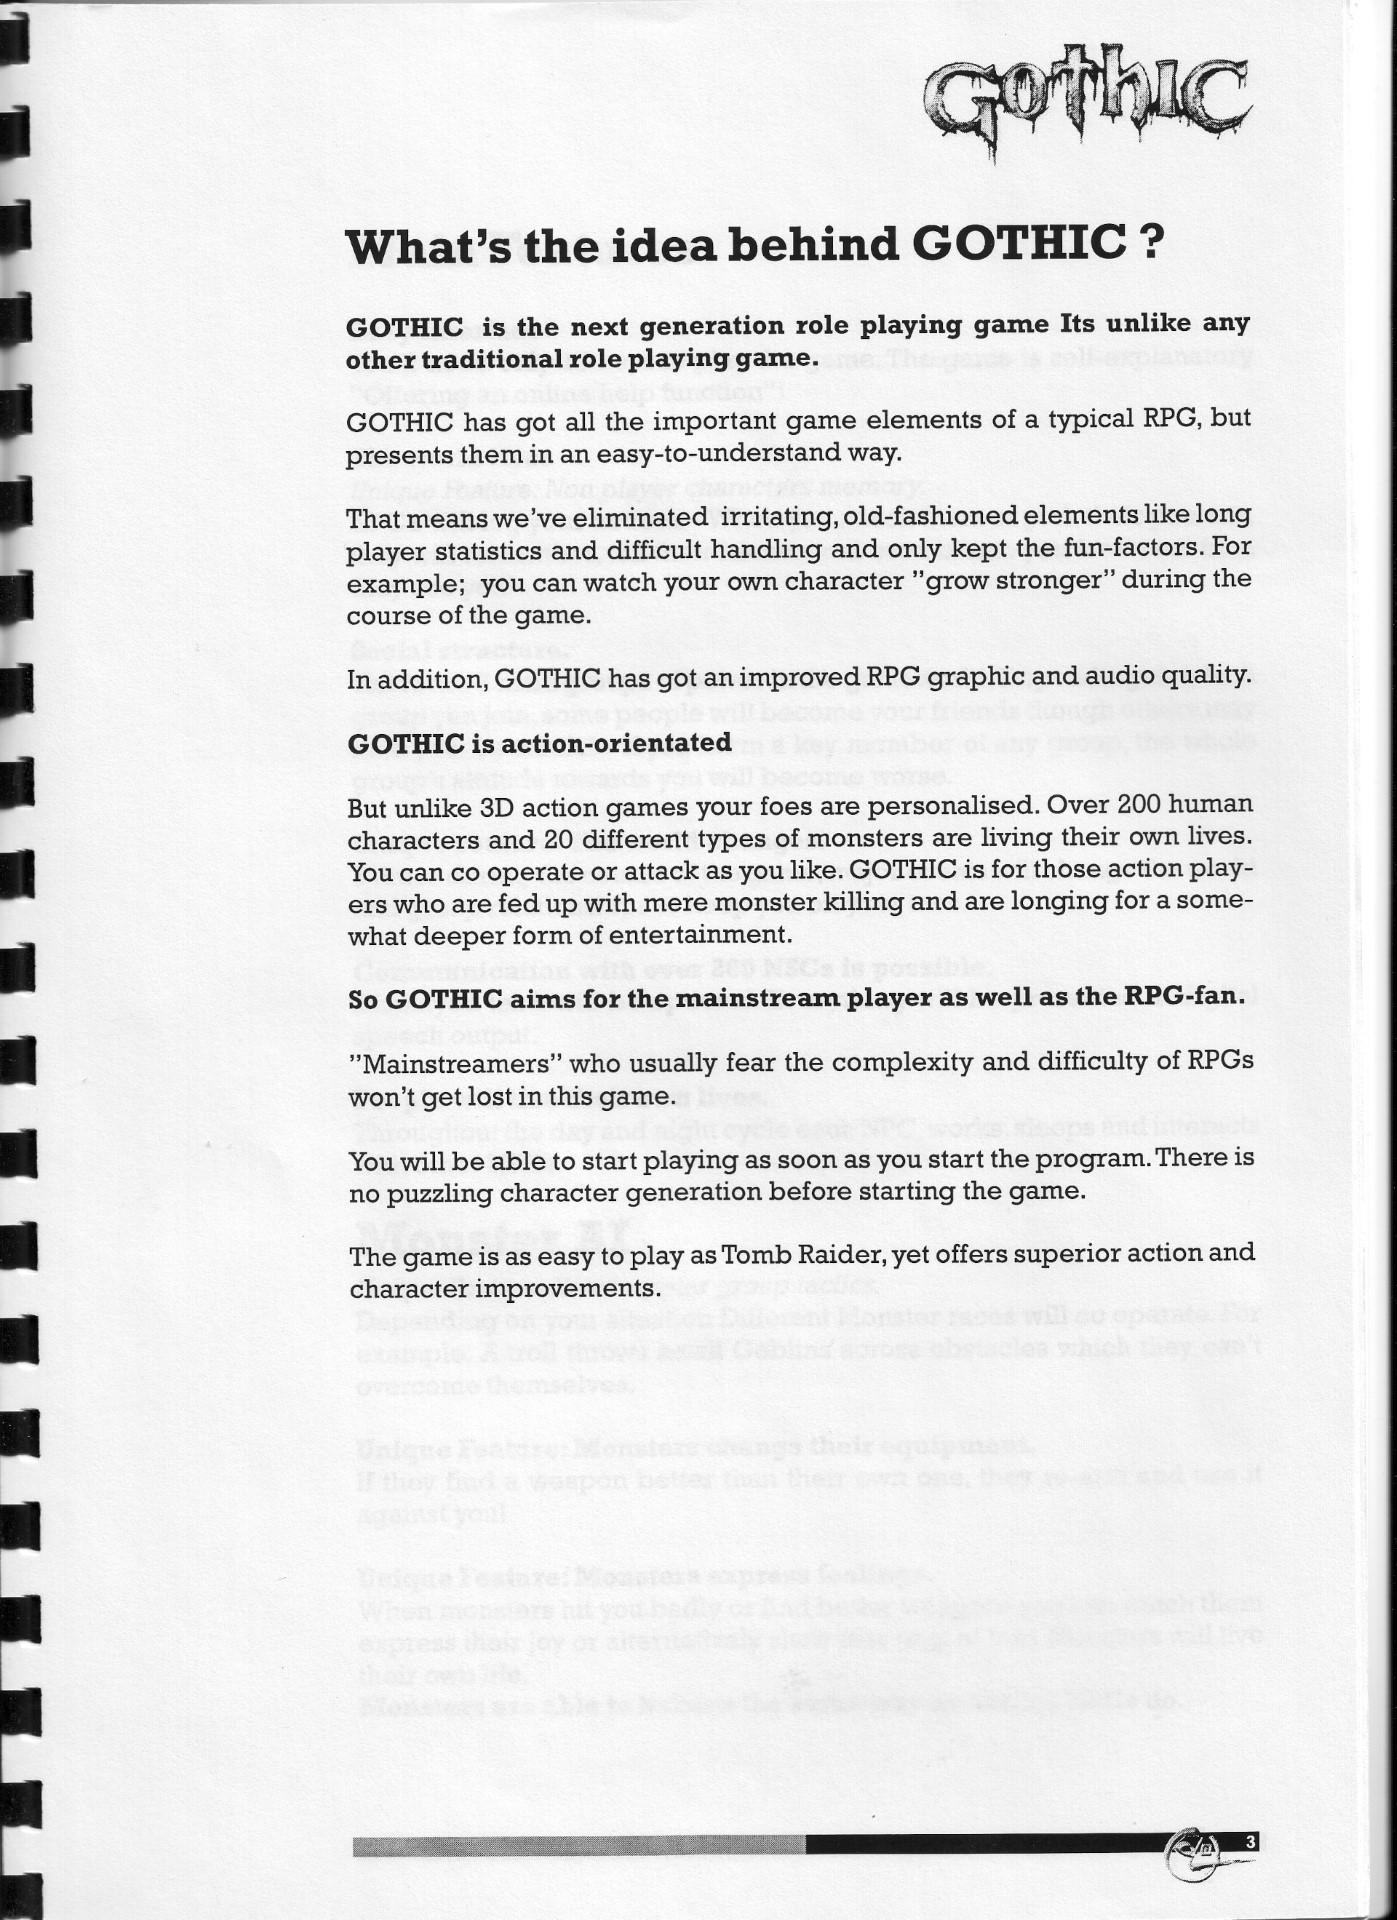 GOTHIC
What's the idea behind GOTHIC ?
GOTHIC is the next generation role playing game Its unlike any
other traditional role playing game.
GOTHIC has got all the important game elements of a typical RPG, but
presents them in an easy-to-understand way.
That means we've eliminated irritating, old-fashioned elements like long
player statistics and difficult handling and only kept the fun-factors. For
example; you can watch your own character "grow stronger" during the
course of the game.
In addition, GOTHIC has got an improved RPG graphic and audio quality.
GOTHIC is action-orientated
But unlike 3D action games your foes are personalised. Over 200 human
characters and 20 different types of monsters are living their own lives.
You can co operate or attack as you like. GOTHIC is for those action play-
ers who are fed up with mere monster killing and are longing for a some-
what deeper form of entertainment.
So GOTHIC aims for the mainstream player as well as the RPG-fan.
"Mainstreamers" who usually fear the complexity and difficulty of RPGs
won't get lost in this game.
You will be able to start playing as soon as you start the program. There is
no puzzling character generation before starting the game.
The game is as easy to play as Tomb Raider, yet offers superior action and
character improvements.
3